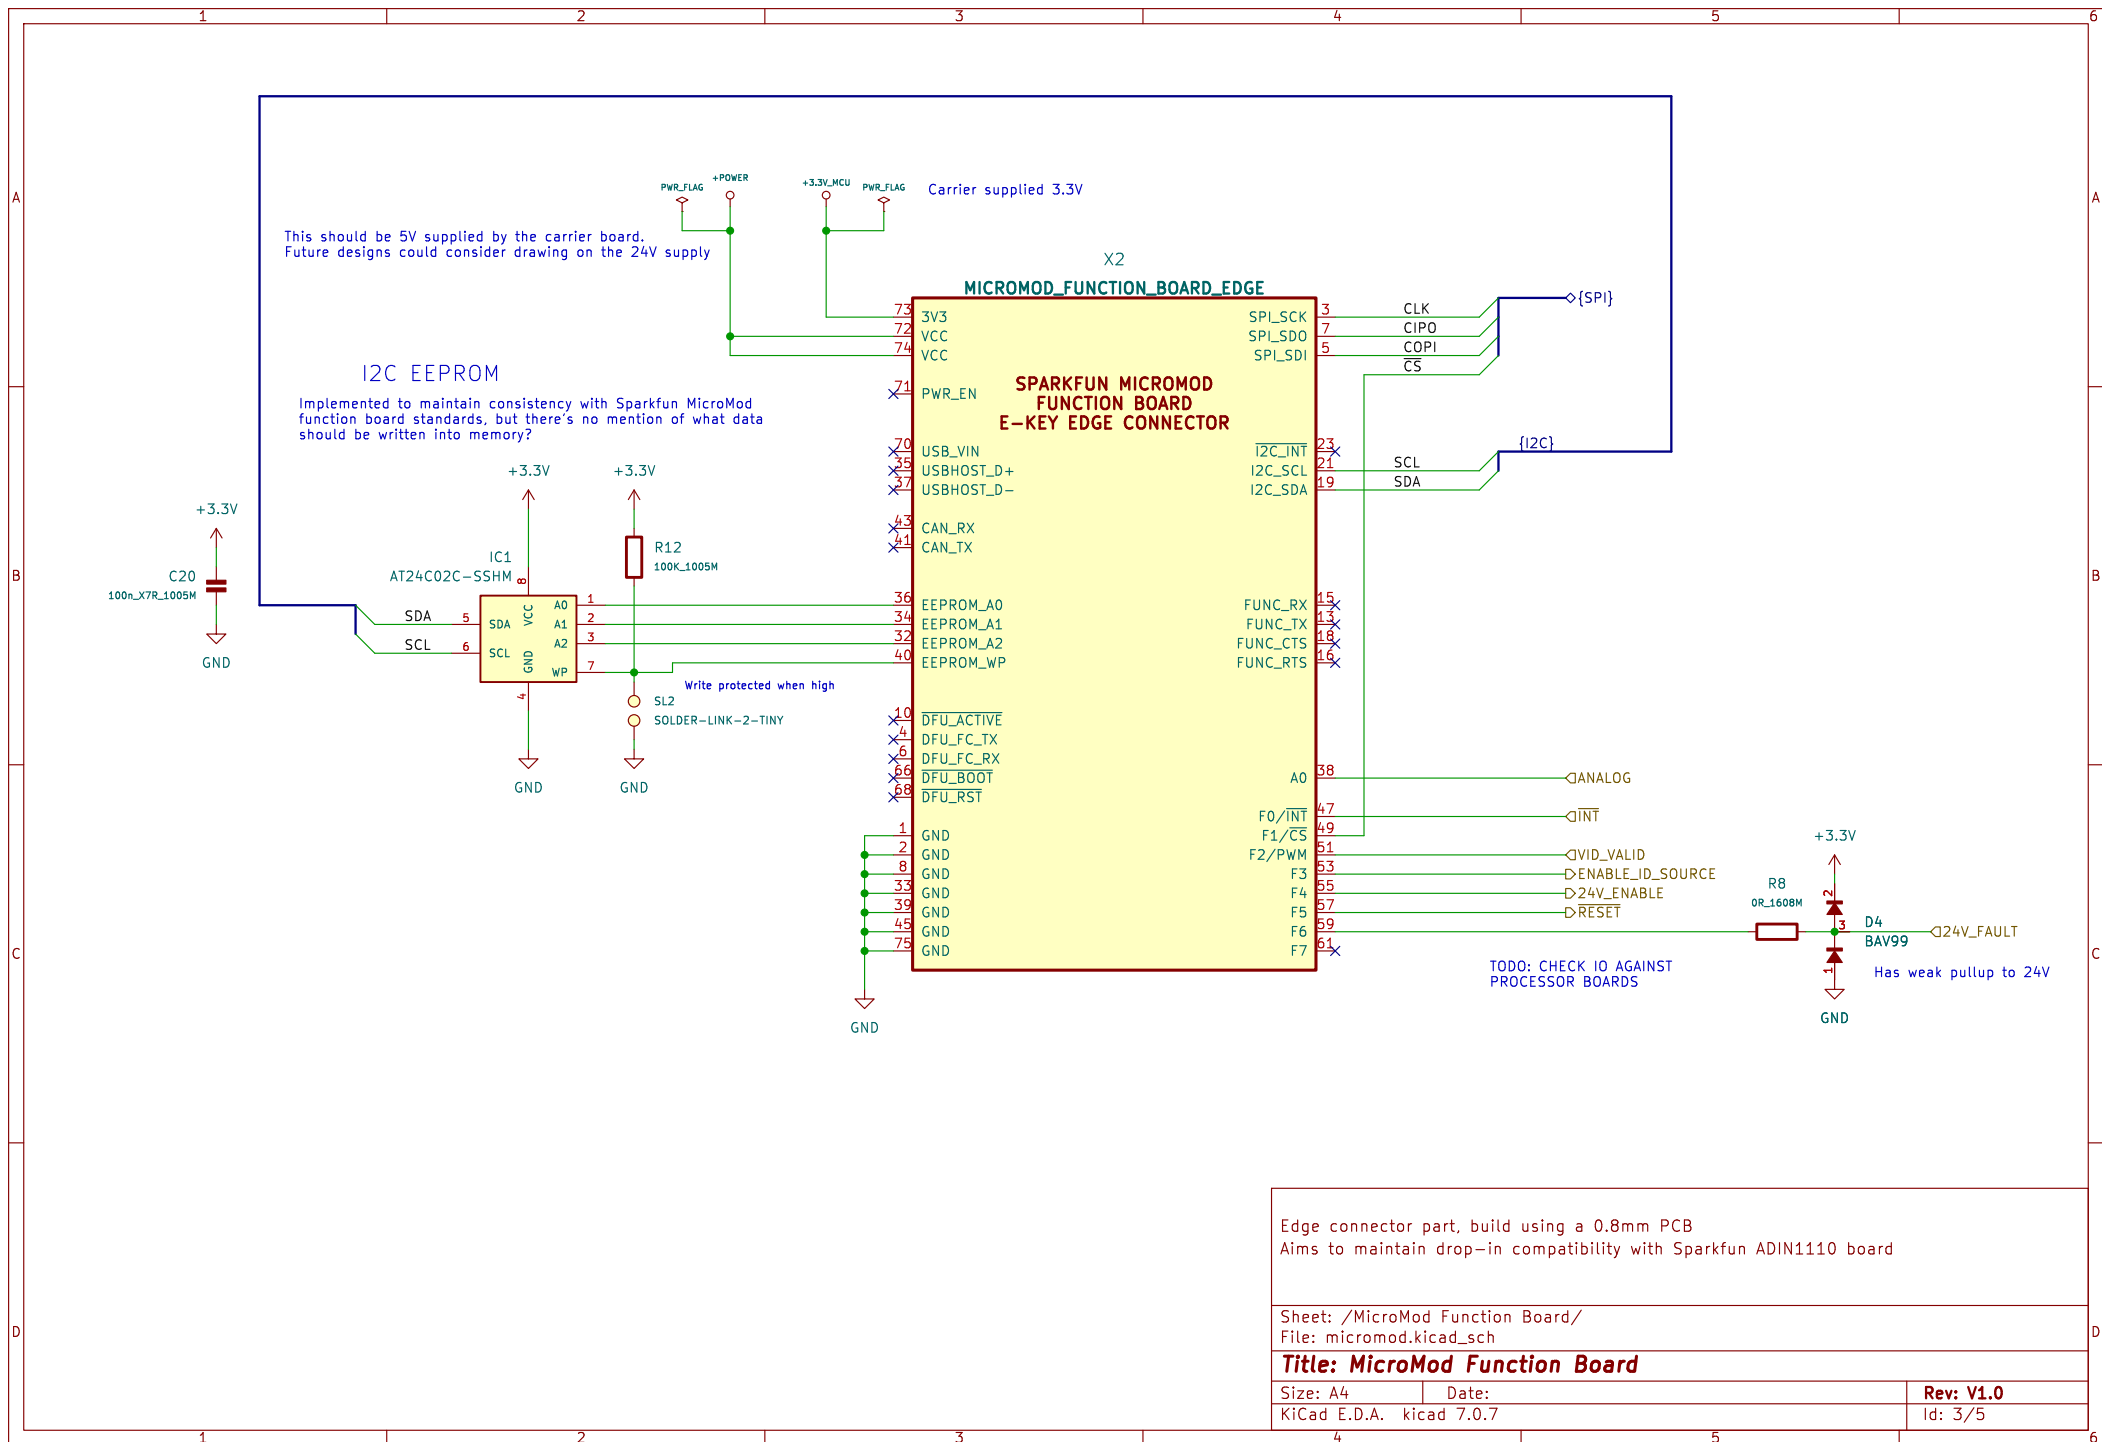 1 2 3 4 5 6
A
B
C
D
A
B
C
D
1 2 3 4 5 6
PWR_FLAG
+POWER
+3.3V_MCU
PWR_FLAG
Carrier supplied 3.3V
This should be 5V supplied by the carrier board.
Future designs could consider drawing on the 24V supply
I2C EEPROM
Implemented to maintain consistency with Sparkfun MicroMod
function board standards, but there's no mention of what data
should be written into memory?
+3.3V
C20
100n_X7R_1005M
GND
+3.3V
IC1
AT24C02C-SSHM
SDA
SCL
5 SDA
6 SCL
8
VCC
GND
4
A0 1
A1 2
A2 3
WP 7
GND
+3.3V
R12
100K_1005M
Write protected when high
SL2
SOLDER-LINK-2-TINY
GND
X2
MICROMOD_FUNCTION_BOARD_EDGE
SPARKFUN MICROMOD
FUNCTION BOARD
E-KEY EDGE CONNECTOR
73 3V3
72 VCC
74 VCC
71 PWR_EN
70 USB_VIN
35 USBHOST_D+
37 USBHOST_D-
43 CAN_RX
41 CAN_TX
36 EEPROM_A0
34 EEPROM_A1
32 EEPROM_A2
40 EEPROM_WP
10 DFU_ACTIVE
4 DFU_FC_TX
6 DFU_FC_RX
66 DFU_BOOT
68 DFU_RST
1 GND
2 GND
8 GND
33 GND
39 GND
45 GND
75 GND
GND
SPI_SCK 3 CLK
SPI_SDO 7 CIPO
SPI_SDI 5 COPI
CS
{SPI}
I2C_INT 23
I2C_SCL 21 SCL
I2C_SDA 19 SDA
{I2C}
FUNC_RX 15
FUNC_TX 13
FUNC_CTS 18
FUNC_RTS 16
A0 38 ANALOG
F0/INT 47 INT
F1/CS 49
F2/PWM 51 VID_VALID
F3 53 ENABLE_ID_SOURCE
F4 55 24V_ENABLE
F5 57 RESET
F6 59
F7 61
TODO: CHECK IO AGAINST
PROCESSOR BOARDS
R8
0R_1608M
+3.3V
2
3
1
D4
BAV99
24V_FAULT
Has weak pullup to 24V
GND
Edge connector part, build using a 0.8mm PCB
Aims to maintain drop-in compatibility with Sparkfun ADIN1110 board
Sheet: /MicroMod Function Board/
File: micromod.kicad_sch
Title: MicroMod Function Board
Size: A4 Date: Rev: V1.0
KiCad E.D.A. kicad 7.0.7 Id: 3/5